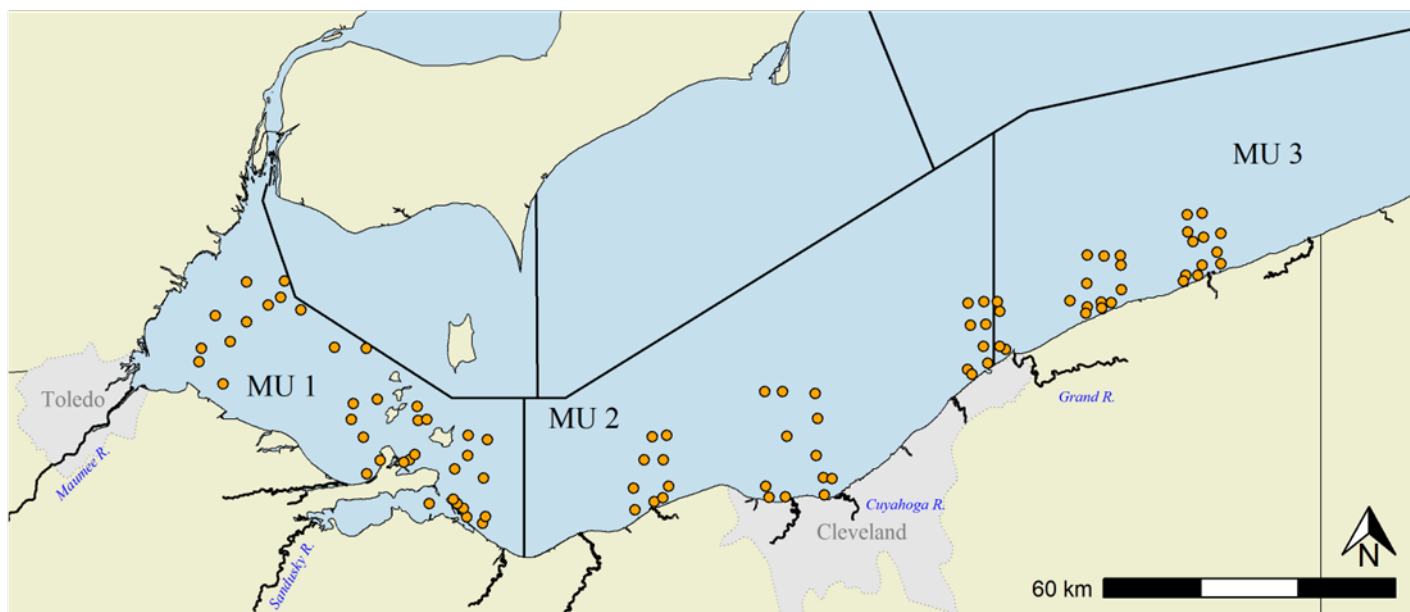 MU 3
MU 1
Toledo
MU 2
Grand R.
Maumee R.
Cuyahoga R.
Cleveland
N
Sandusky R.
60 km